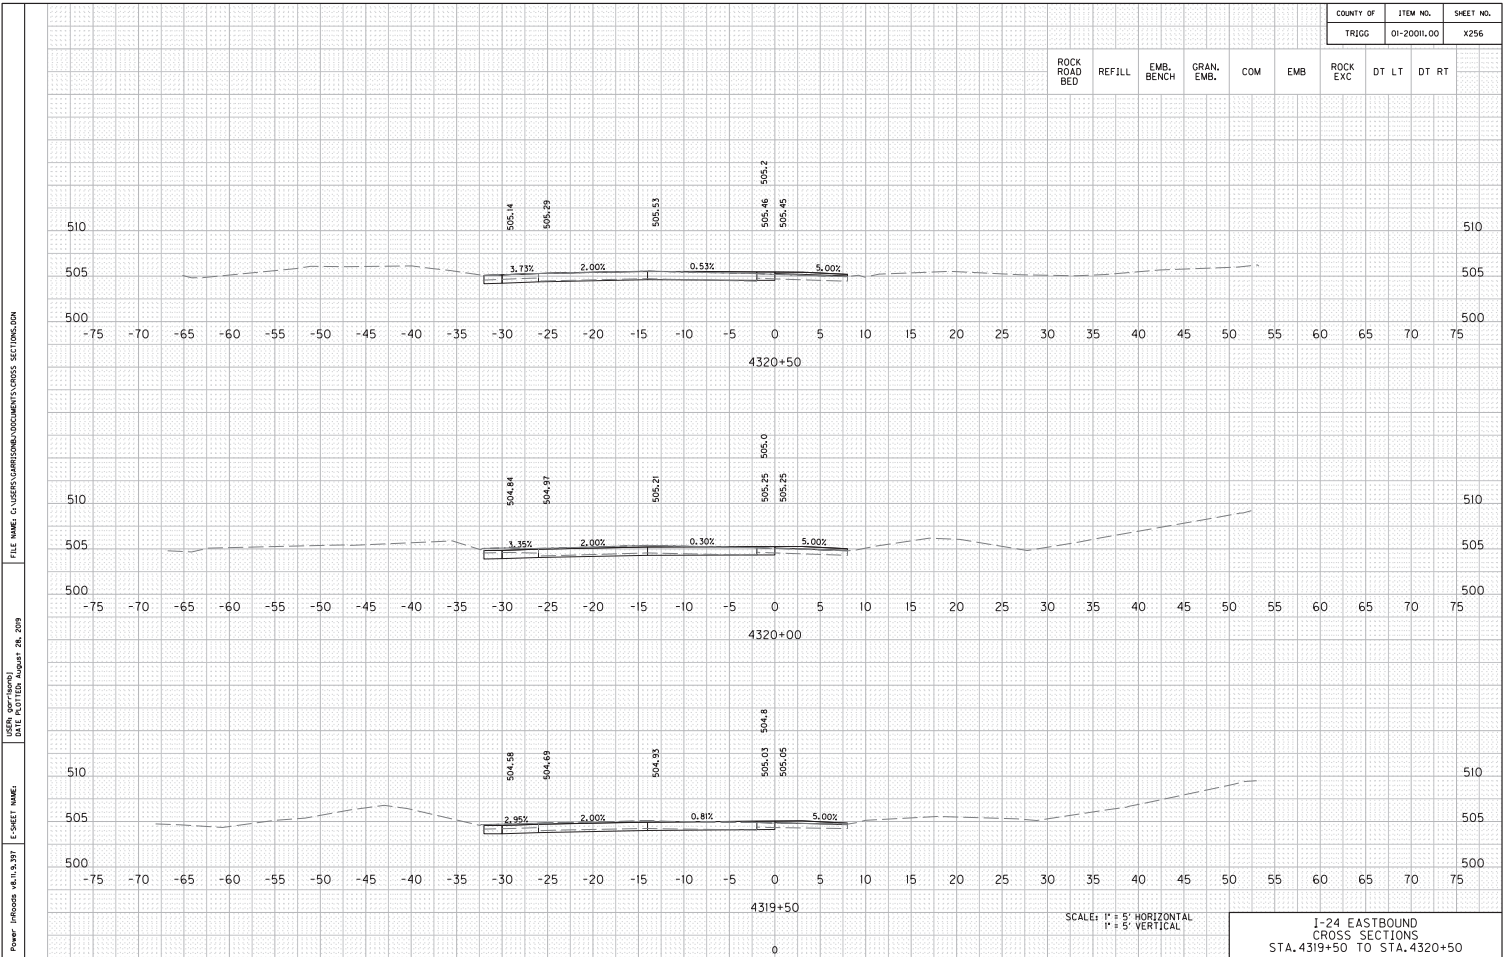 COUNTY OF ITEM NO. SHEET NO.
TRIGG 01-20011.00 X256
ROCK ROAD BED REFILL EMB. BENCH GRAN. EMB. COM EMB ROCK EXC DT LT DT RT
505.14 505.29 505.53 505.46 505.2 505.45
510 510
3.73% 2.00% 0.53% 5.00%
505 505
500 500
-75 -70 -65 -60 -55 -50 -45 -40 -35 -30 -25 -20 -15 -10 -5 0 5 10 15 20 25 30 35 40 45 50 55 60 65 70 75
4320+50
504.84 504.97 505.21 505.25 505.0 505.25
510 510
3.35% 2.00% 0.30% 5.00%
505 505
500 500
-75 -70 -65 -60 -55 -50 -45 -40 -35 -30 -25 -20 -15 -10 -5 0 5 10 15 20 25 30 35 40 45 50 55 60 65 70 75
4320+00
504.58 504.69 504.93 505.03 504.8 505.05
510 510
2.95% 2.00% 0.81% 5.00%
505 505
500 500
-75 -70 -65 -60 -55 -50 -45 -40 -35 -30 -25 -20 -15 -10 -5 0 5 10 15 20 25 30 35 40 45 50 55 60 65 70 75
4319+50
0
SCALE: 1" = 5' HORIZONTAL
1" = 5' VERTICAL
I-24 EASTBOUND
CROSS SECTIONS
STA. 4319+50 TO STA. 4320+50
FILE NAME: C:\USERS\GARRISONBJ\DOCUMENTS\CROSS SECTIONS.DGN
USER: garrisonbj
DATE PLOTTED: August 28, 2019
E-SHEET NAME:
Power InRoads v8.11.9.397